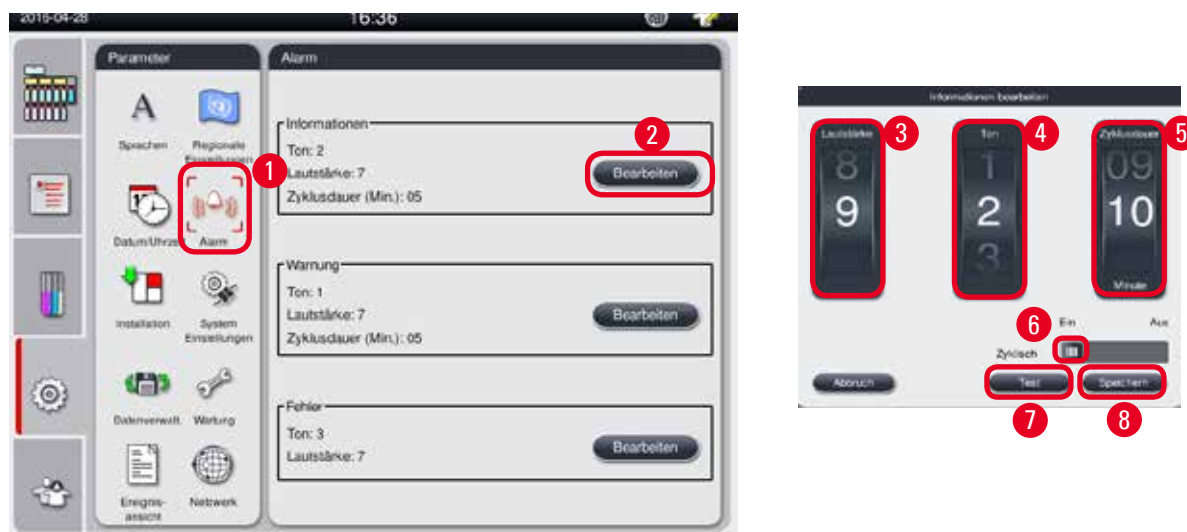 2016-04-28
16:36
Parameter
Alarm
A
Sprachen
Regionale
Einstellungen
1
Datum/Uhrzeit
Alarm
Installation
System
Einstellungen
Datenverwalt.
Wartung
Ereignis-
ansicht
Netzwerk
Informationen
Ton: 2
Lautstärke: 7
Zyklusdauer (Min.): 05
2
Bearbeiten
Warnung
Ton: 1
Lautstärke: 7
Zyklusdauer (Min.): 05
Bearbeiten
Fehler
Ton: 3
Lautstärke: 7
Bearbeiten
Informationen bearbeiten
Lautstärke
3
Ton
4
Zyklusdauer
5
8
1
09
9
2
10
3
Minute
6
Ein
Aus
Zyklisch
Abbruch
Test
Speichern
7
8